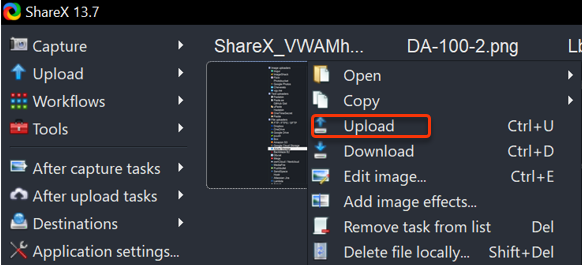 ShareX 13.7
Capture
Upload
Workflows
Tools
After capture tasks
After upload tasks
Destinations
Application settings...
ShareX_VWAMh...
DA-100-2.png
Open
Copy
Upload Ctrl+U
Download Ctrl+D
Edit image... Ctrl+E
Add image effects...
Remove task from list Del
Delete file locally... Shift+Del